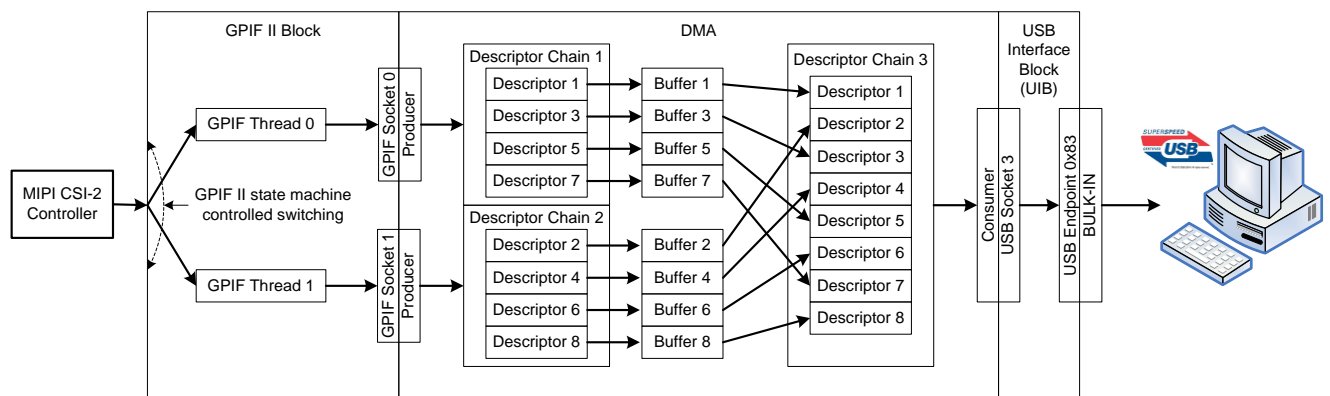 GPIF II Block
DMA
USB
Interface
Block
(UIB)
MIPI CSI-2
Controller
GPIF Thread 0
GPIF II state machine
controlled switching
GPIF Thread 1
GPIF Socket 0
Producer
GPIF Socket 1
Producer
Descriptor Chain 1
Descriptor 1
Descriptor 3
Descriptor 5
Descriptor 7
Descriptor Chain 2
Descriptor 2
Descriptor 4
Descriptor 6
Descriptor 8
Buffer 1
Buffer 3
Buffer 5
Buffer 7
Buffer 2
Buffer 4
Buffer 6
Buffer 8
Descriptor Chain 3
Descriptor 1
Descriptor 2
Descriptor 3
Descriptor 4
Descriptor 5
Descriptor 6
Descriptor 7
Descriptor 8
Consumer
USB Socket 3
USB Endpoint 0x83
BULK-IN
SUPERSPEED
CERTIFIED
USB